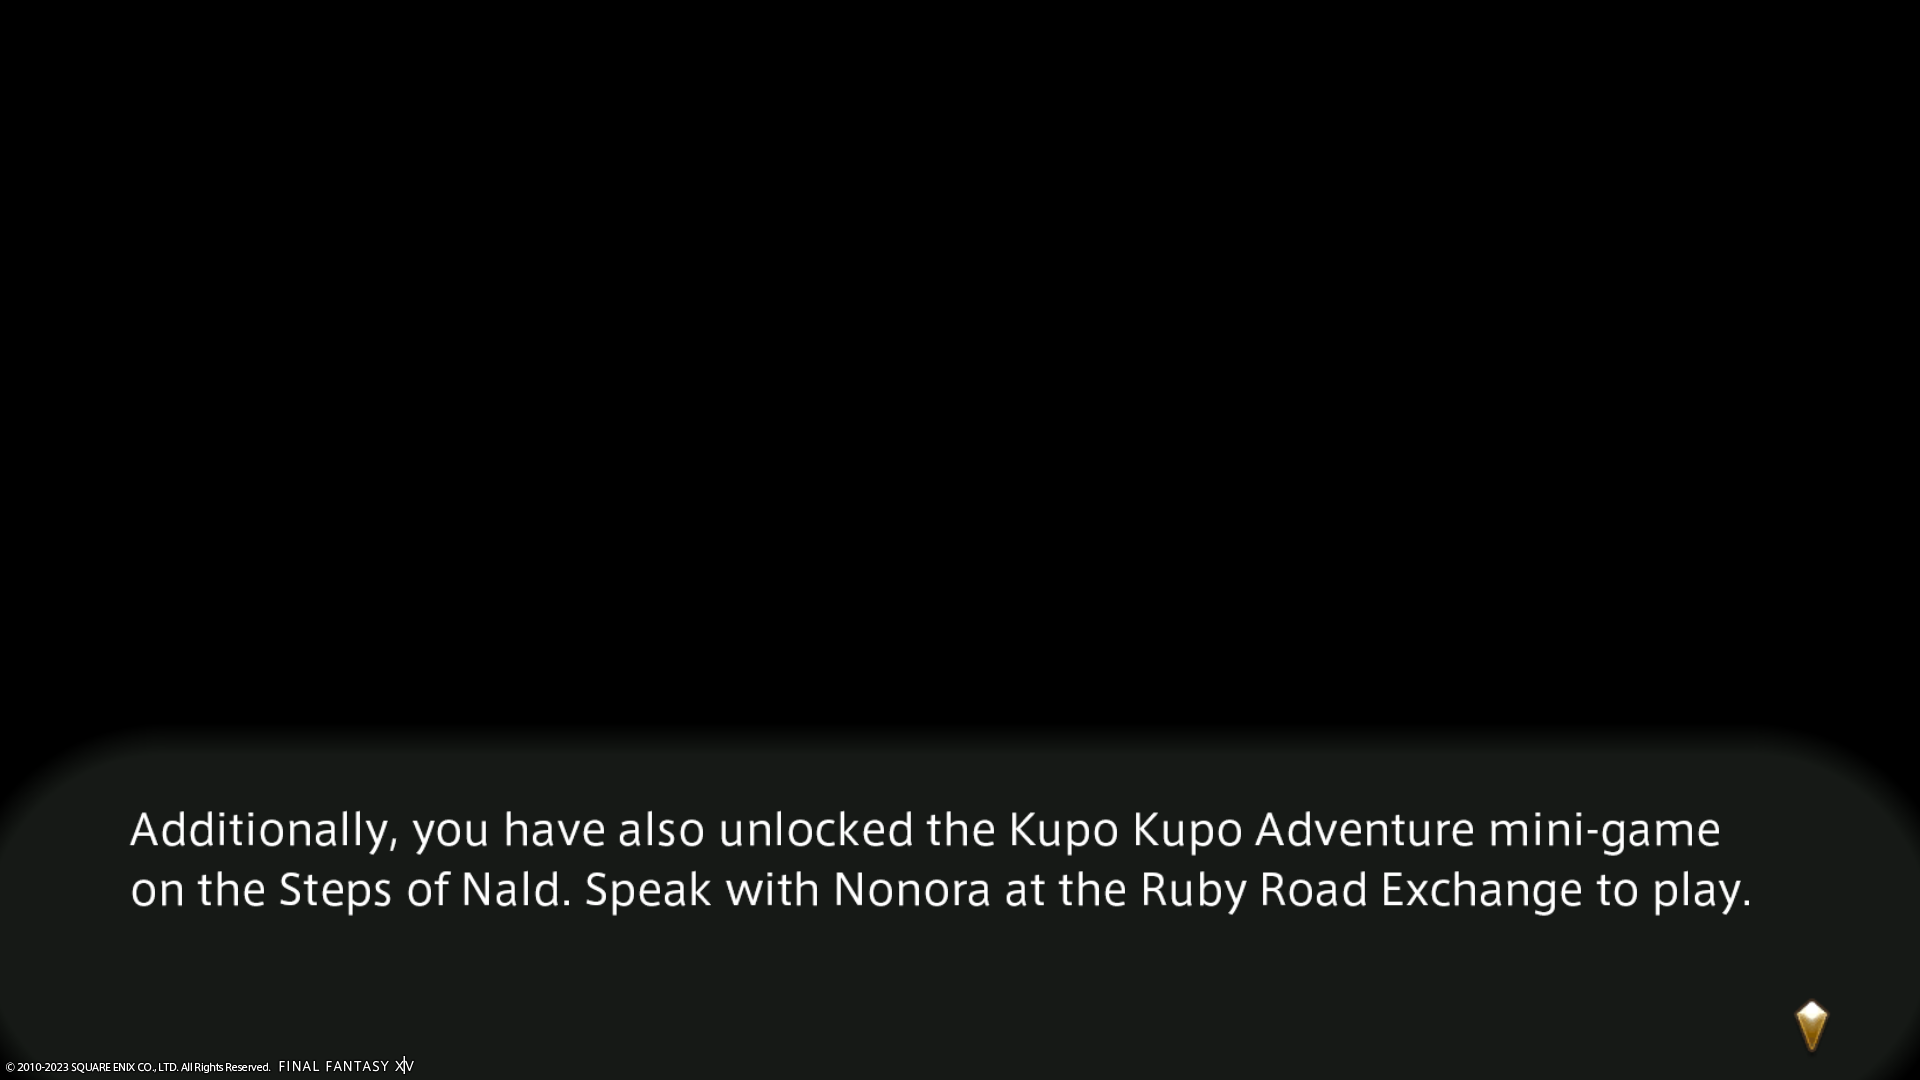 Additionally, you have also unlocked the Kupo Kupo Adventure mini-game
on the Steps of Nald. Speak with Nonora at the Ruby Road Exchange to play.
© 2010-2023 SQUARE ENIX CO., LTD. All Rights Reserved. FINAL FANTASY XIV